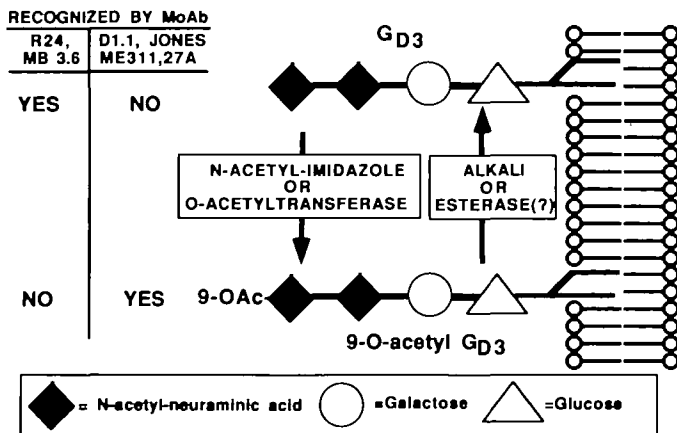 RECOGNIZED BY MoAb
R24, MB 3.6
D1.1, JONES ME311,27A
GD3
YES
NO
N-ACETYL-IMIDAZOLE
OR
O-ACETYLTRANSFERASE
ALKALI
OR
ESTERASE(?)
NO
YES
9-OAc
9-O-acetyl GD3
= N-acetyl-neuraminic acid
=Galactose
=Glucose